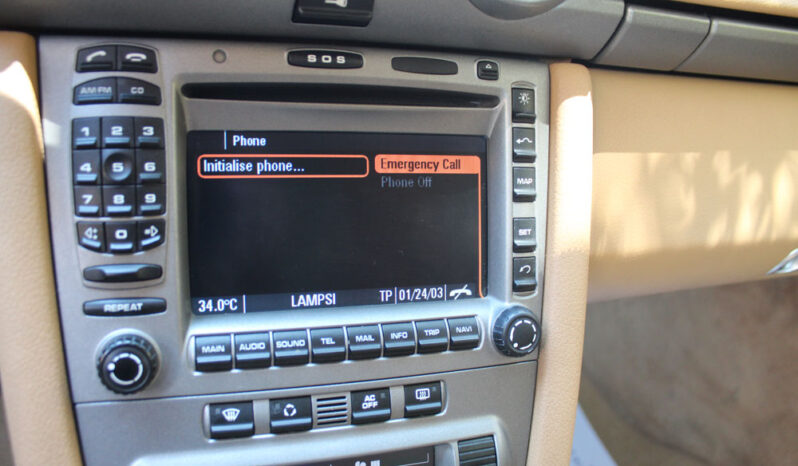 SOS
AM·FM CD
1 2 3
4 5 6
7 8 9
0
REPEAT
Phone
Initialise phone... Emergency Call
Phone Off
34.0°C LAMPSI TP 01/24/03
MAP
SET
MAIN AUDIO SOUND TEL MAIL INFO TRIP NAVI
AC
OFF